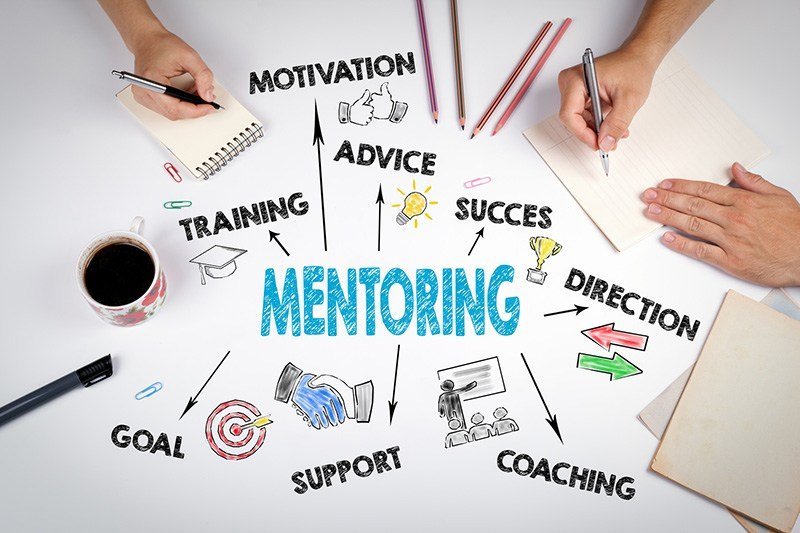 MOTIVATION
ADVICE
TRAINING
SUCCES
MENTORING
DIRECTION
GOAL
SUPPORT
COACHING